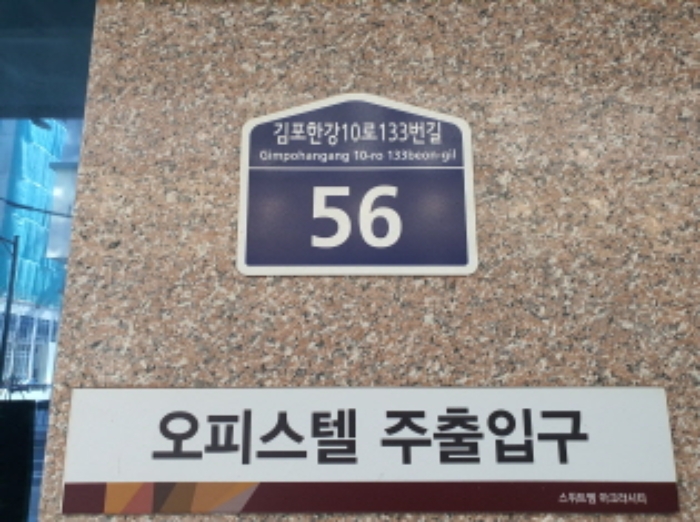 김포한강10로133번길
Gimpohangang 10-ro 133beon-gil
56
오피스텔 주출입구